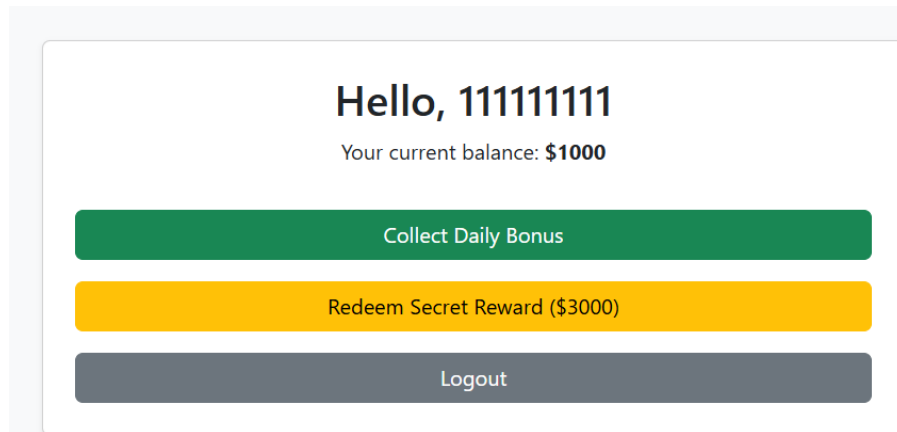 Hello, 111111111
Your current balance: $1000
Collect Daily Bonus
Redeem Secret Reward ($3000)
Logout